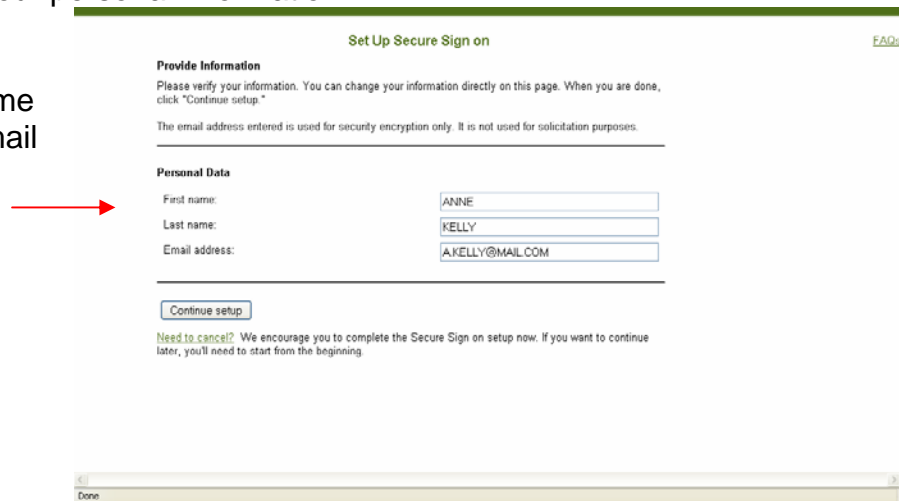 Set Up Secure Sign on
FAQs
Provide Information
Please verify your information. You can change your information directly on this page. When you are done,
click "Continue setup."
The email address entered is used for security encryption only. It is not used for solicitation purposes.
Personal Data
First name: ANNE
Last name: KELLY
Email address: A.KELLY@MAIL.COM
Continue setup
Need to cancel? We encourage you to complete the Secure Sign on setup now. If you want to continue
later, you'll need to start from the beginning.
Done